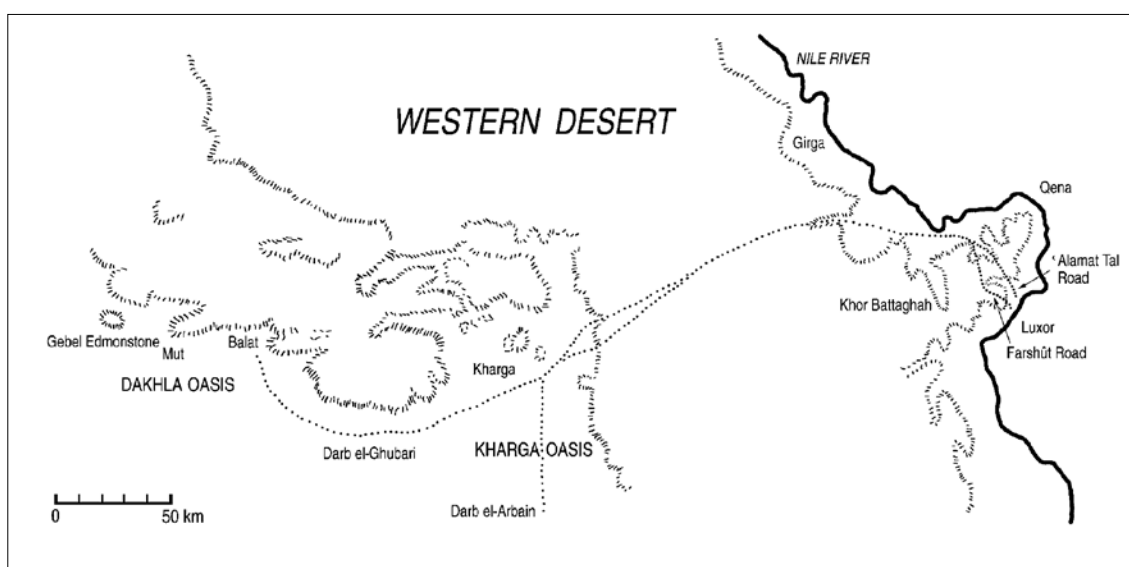 NILE RIVER
WESTERN DESERT
Girga
Qena
Alamat Tal
Road
Khor Battaghah
Luxor
Farshût Road
Gebel Edmonstone
Mut
Balat
Kharga
DAKHLA OASIS
Darb el-Ghubari
KHARGA OASIS
Darb el-Arbain
0
50 km